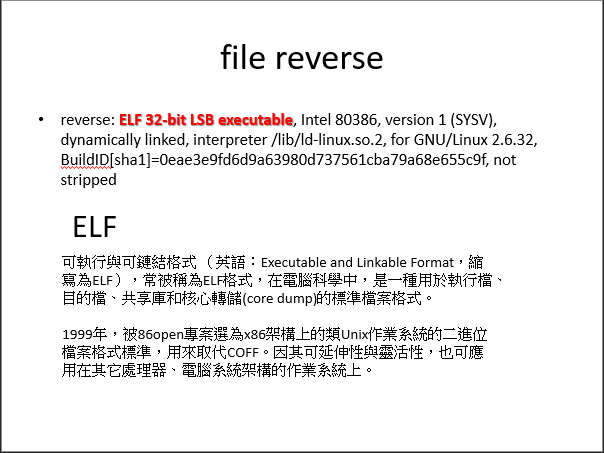 file reverse
• reverse: ELF 32-bit LSB executable, Intel 80386, version 1 (SYSV),
dynamically linked, interpreter /lib/ld-linux.so.2, for GNU/Linux 2.6.32,
BuildID[sha1]=0eae3e9fd6d9a63980d737561cba79a68e655c9f, not
stripped
ELF
可執行與可鏈結格式 （英語：Executable and Linkable Format，縮
寫為ELF），常被稱為ELF格式，在電腦科學中，是一種用於執行檔、
目的檔、共享庫和核心轉儲(core dump)的標準檔案格式。
1999年，被86open專案選為x86架構上的類Unix作業系統的二進位
檔案格式標準，用來取代COFF。因其可延伸性與靈活性，也可應
用在其它處理器、電腦系統架構的作業系統上。